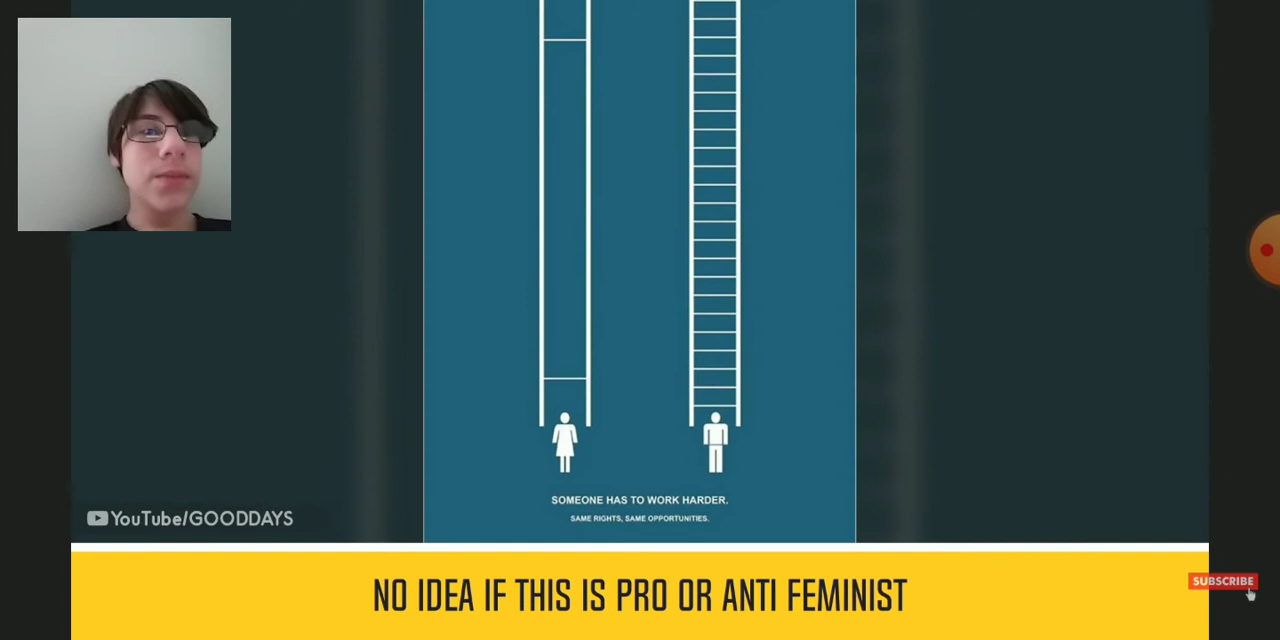 SOMEONE HAS TO WORK HARDER.
SAME RIGHTS, SAME OPPORTUNITIES.
YouTube/GOODDAYS
NO IDEA IF THIS IS PRO OR ANTI FEMINIST
SUBSCRIBE